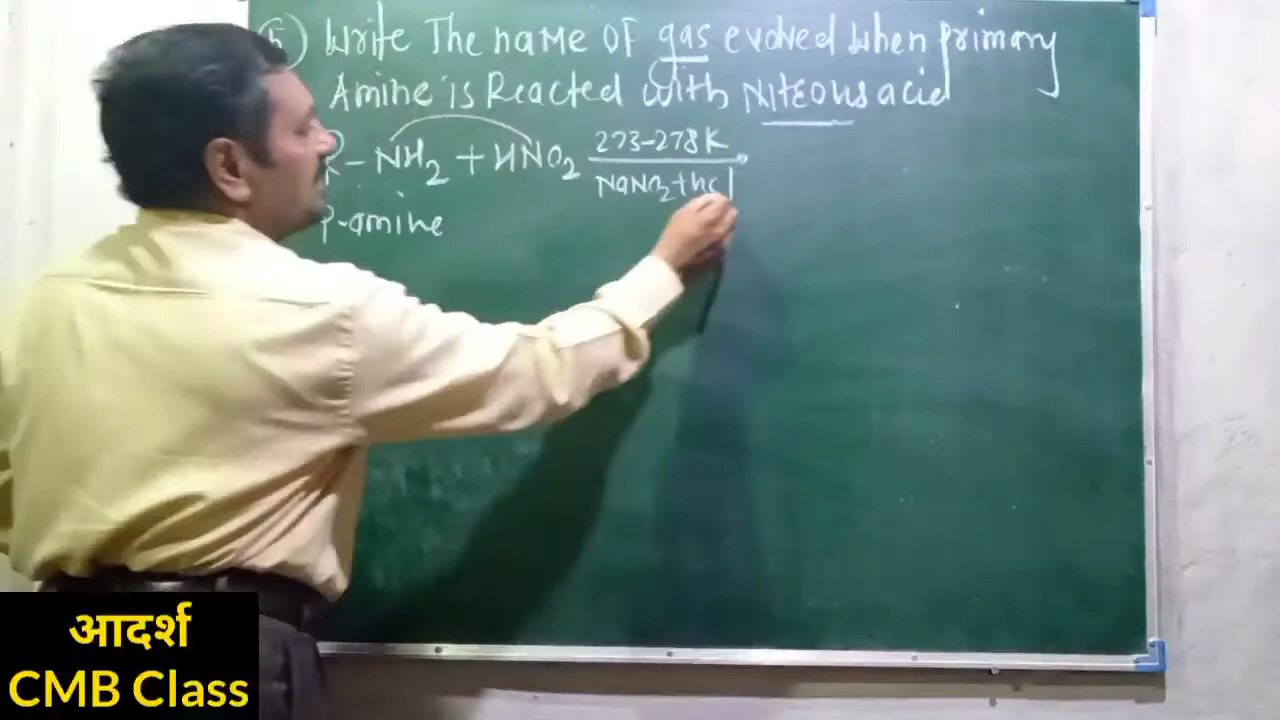 5) Write The name OF gas evolved when primary
Amine is Reacted with Niteous acid
R-NH2 + HNO2 273-278K
NaNO2+hcl
P-amine
आदर्श
CMB Class